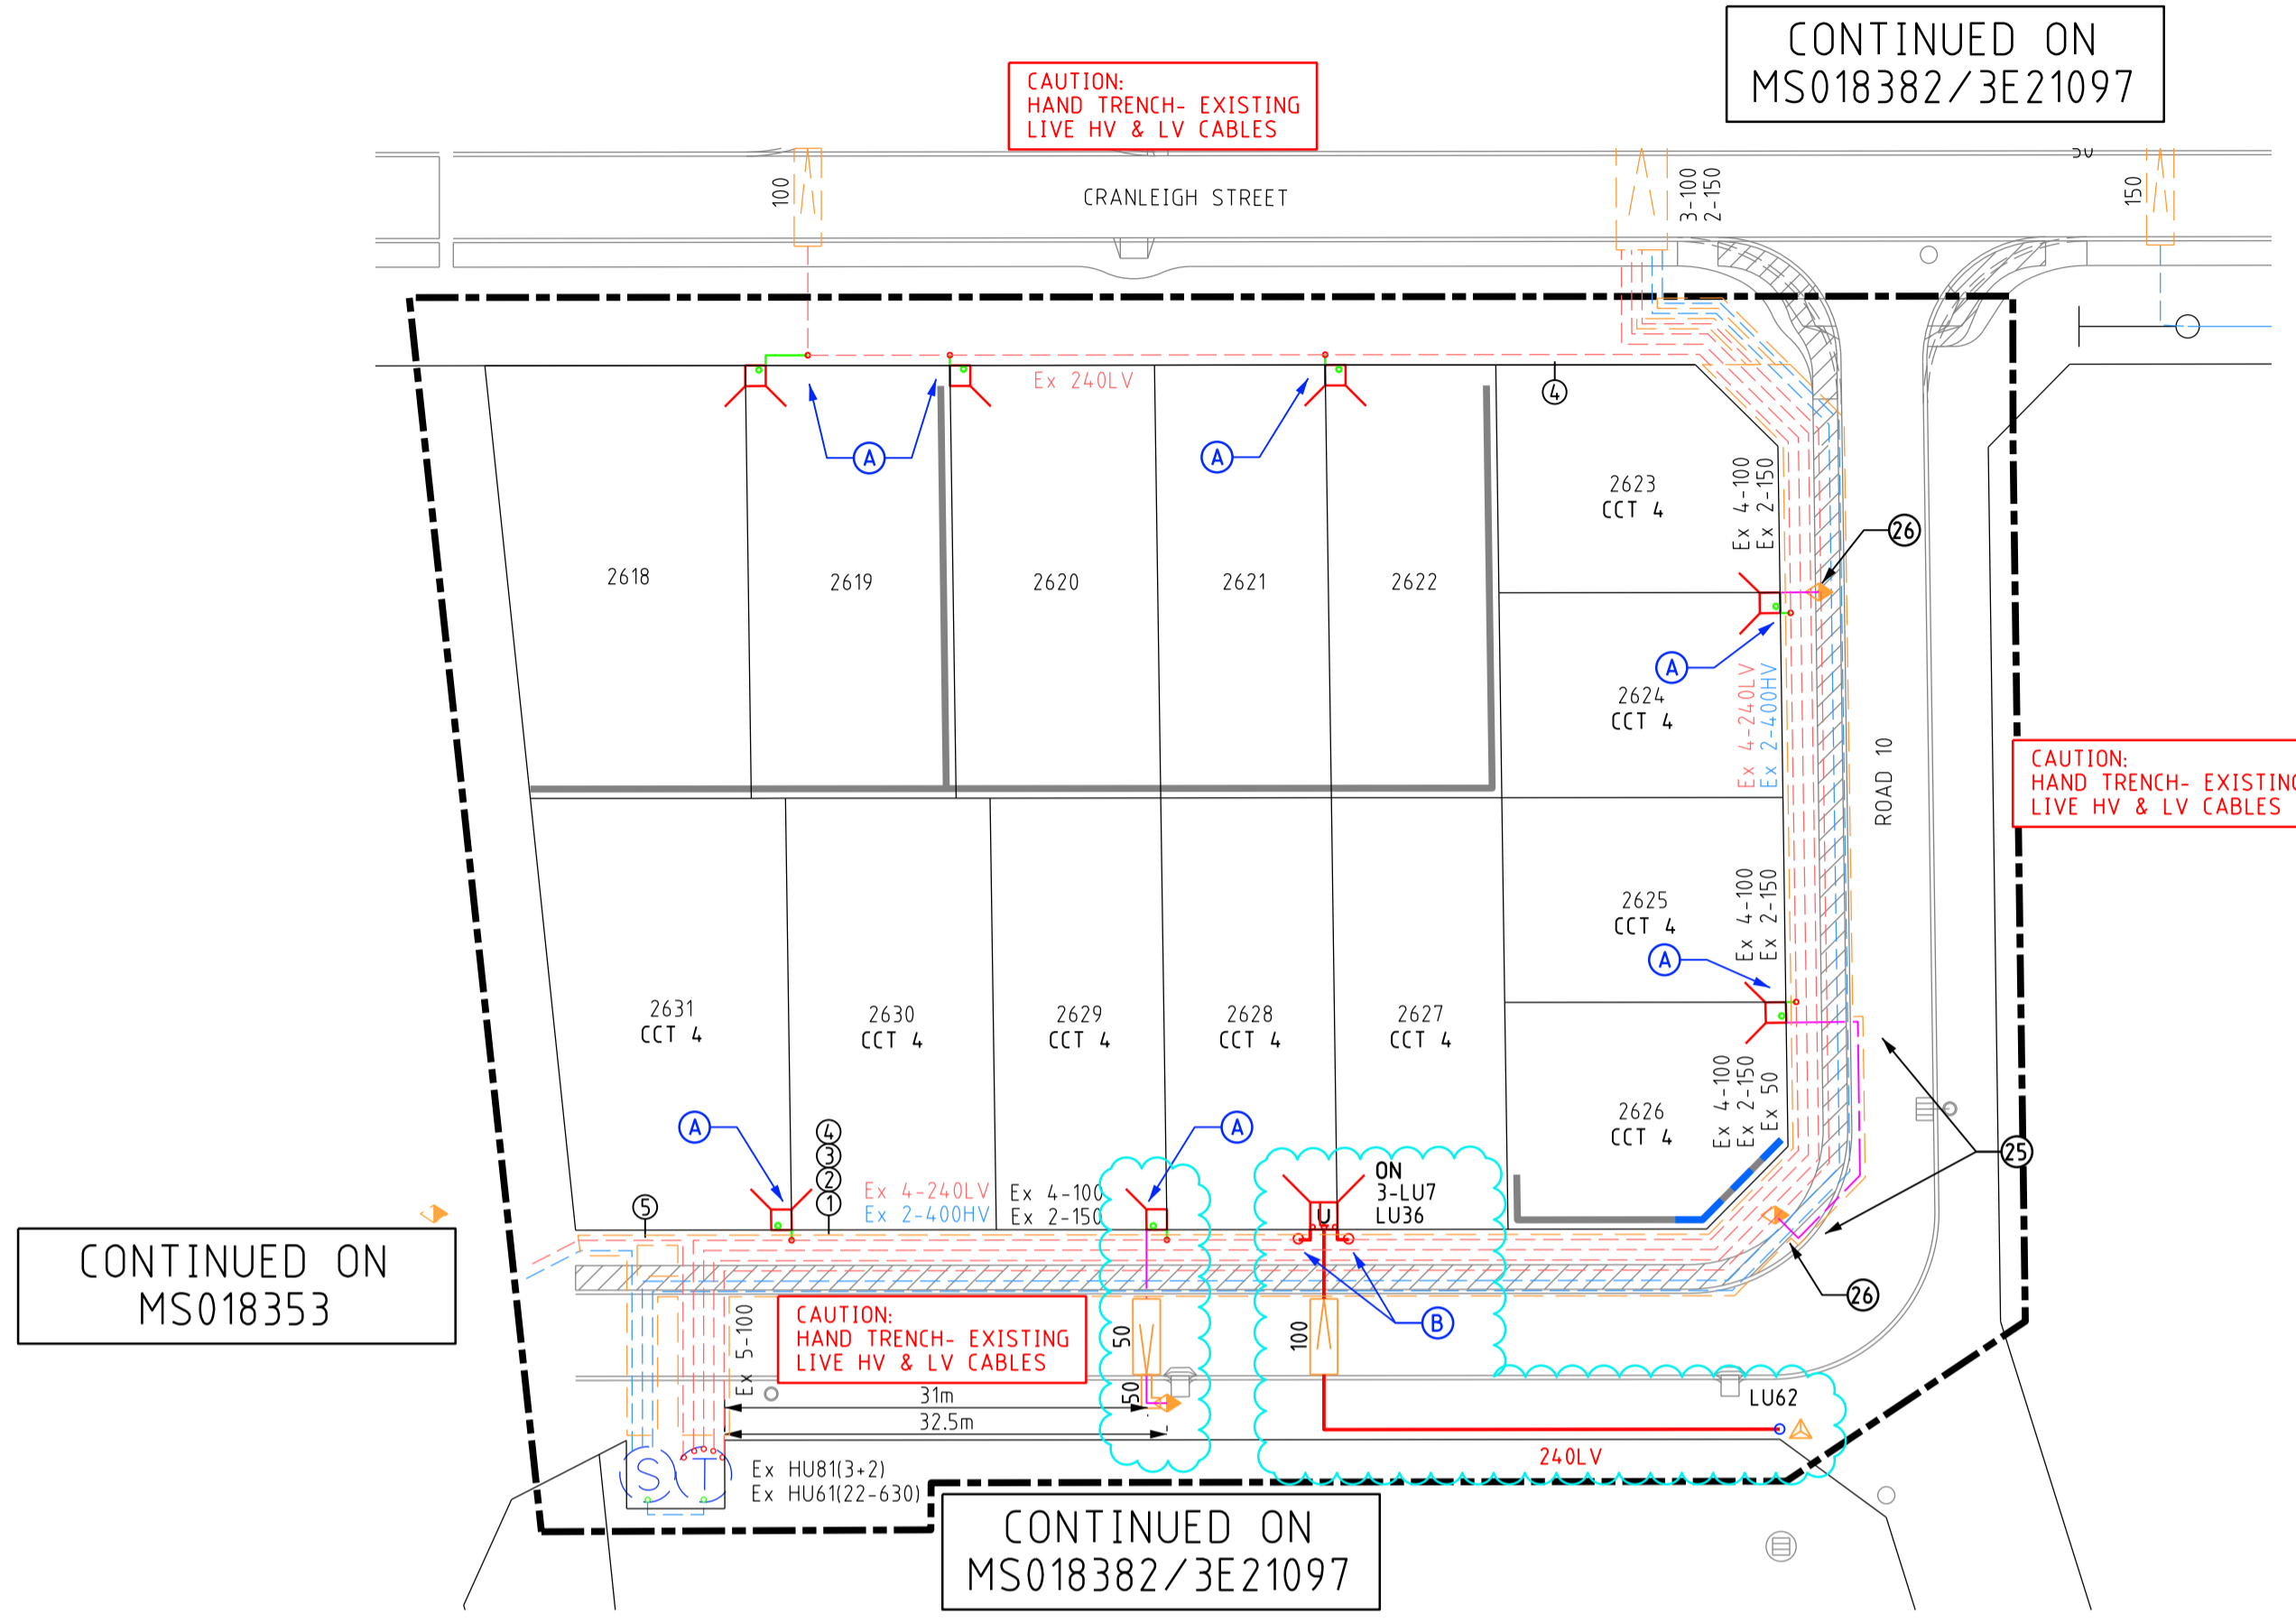 CONTINUED ON
MS018382/3E21097
CAUTION:
HAND TRENCH- EXISTING
LIVE HV & LV CABLES
CRANLEIGH STREET
100
3-100
2-150
150
Ex 240LV
4
A
A
2623
CCT 4
Ex 4-100
Ex 2-150
26
2618
2619
2620
2621
2622
A
2624
CCT 4
Ex 4-240LV
Ex 2-400HV
ROAD 10
CAUTION:
HAND TRENCH- EXISTING
LIVE HV & LV CABLES
2625
CCT 4
Ex 4-100
Ex 2-150
A
2631
CCT 4
2630
CCT 4
2629
CCT 4
2628
CCT 4
2627
CCT 4
2626
CCT 4
Ex 4-100
Ex 2-150
Ex 50
25
A
4
3
2
1
A
5
Ex 4-240LV
Ex 2-400HV
Ex 4-100
Ex 2-150
ON
3-LU7
LU36
U
26
B
CONTINUED ON
MS018353
Ex 5-100
CAUTION:
HAND TRENCH- EXISTING
LIVE HV & LV CABLES
50
100
50
31m
32.5m
LU62
240LV
S
T
Ex HU81(3+2)
Ex HU61(22-630)
CONTINUED ON
MS018382/3E21097